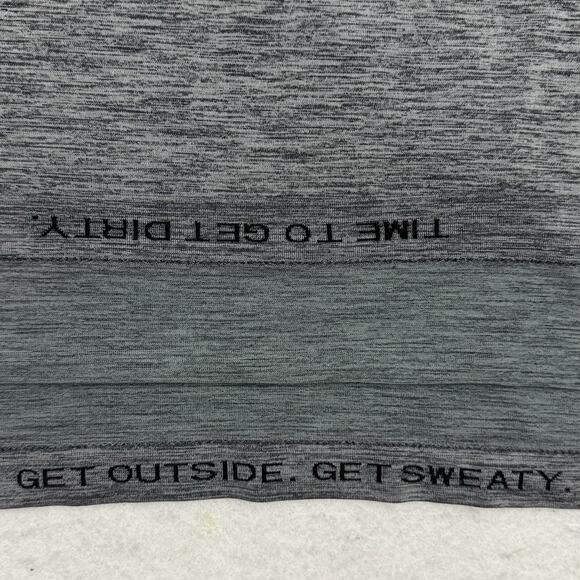 TIME TO GET DIRTY.
GET OUTSIDE. GET SWEATY.